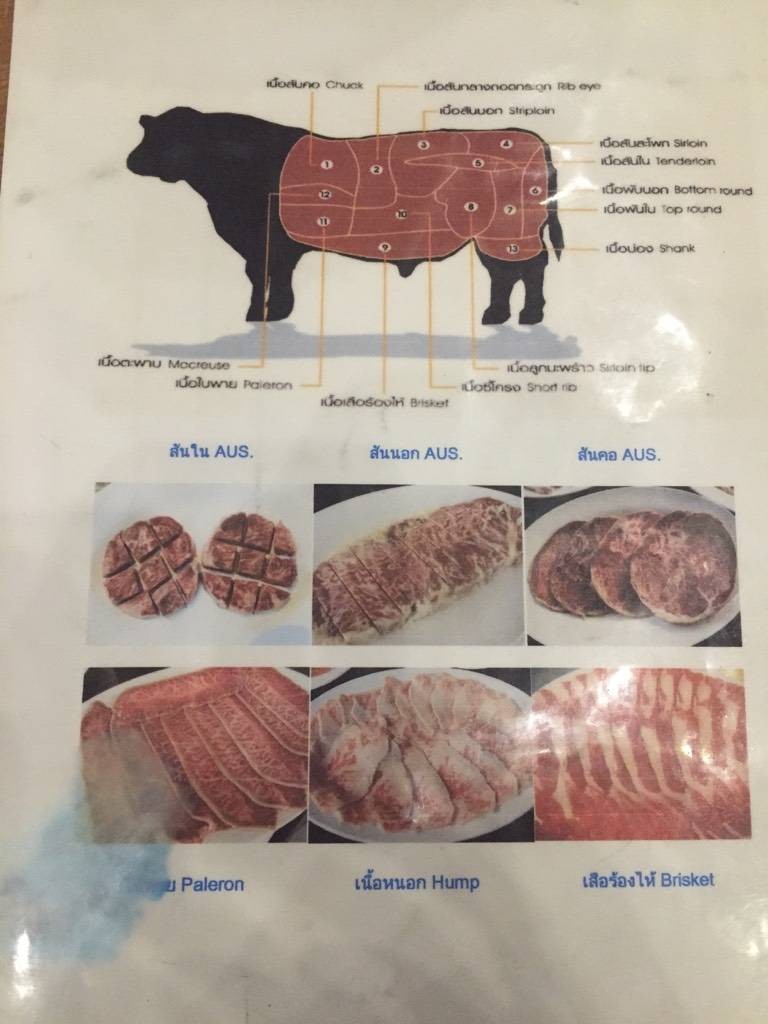 เนื้อสันคอ Chuck
เนื้อสันกลางถอดกระดูก Rib eye
เนื้อสันนอก Striploin
เนื้อสันสะโพก Sirloin
เนื้อสันใน Tenderloin
เนื้อพับนอก Bottom round
เนื้อพับใน Top round
เนื้อน่อง Shank
1
2
3
4
5
6
7
8
9
10
11
12
13
เนื้อตะพาบ Macreuse
เนื้อใบพาย Paleron
เนื้อเสือร้องไห้ Brisket
เนื้อลูกมะพร้าว Sirloin tip
เนื้อซี่โครง Short rib
สันใน AUS.
สันนอก AUS.
สันคอ AUS.
Paleron
เนื้อหนอก Hump
เสือร้องไห้ Brisket